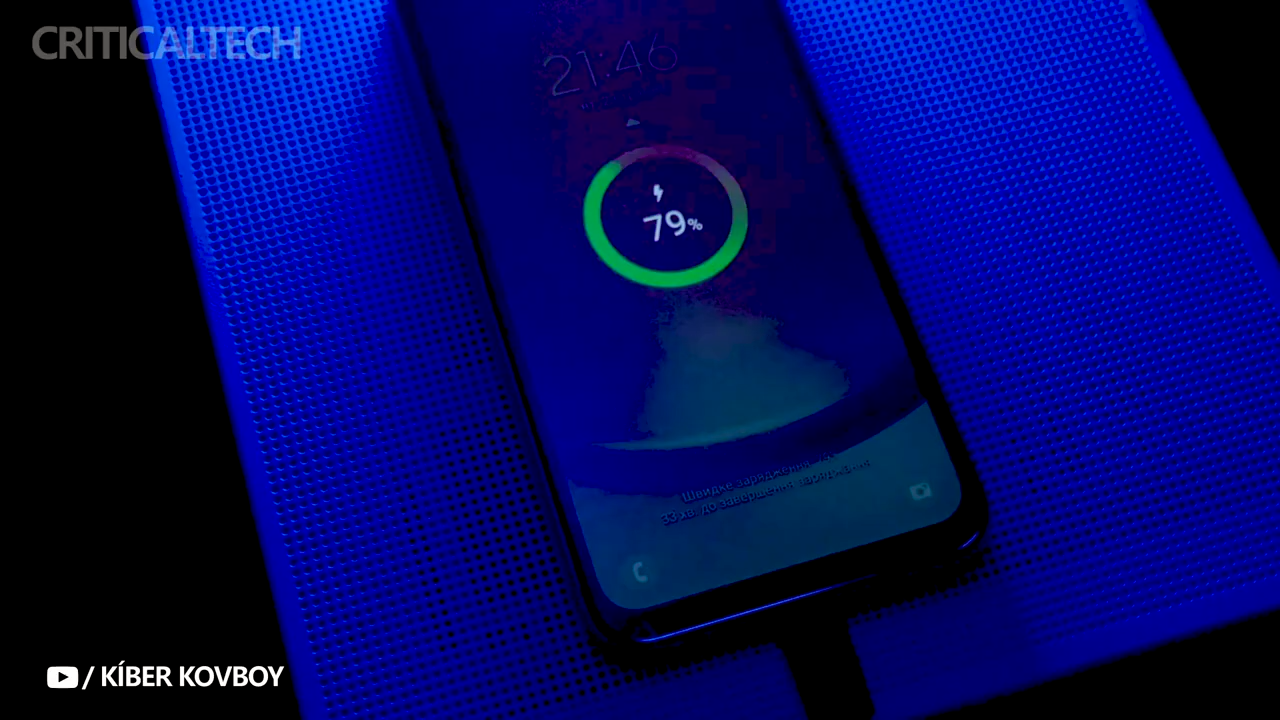 CRITICALTECH
21:46
79%
Швидке заряджання
33 хв. до завершення заряджання
/ KÍBER KOVBOY